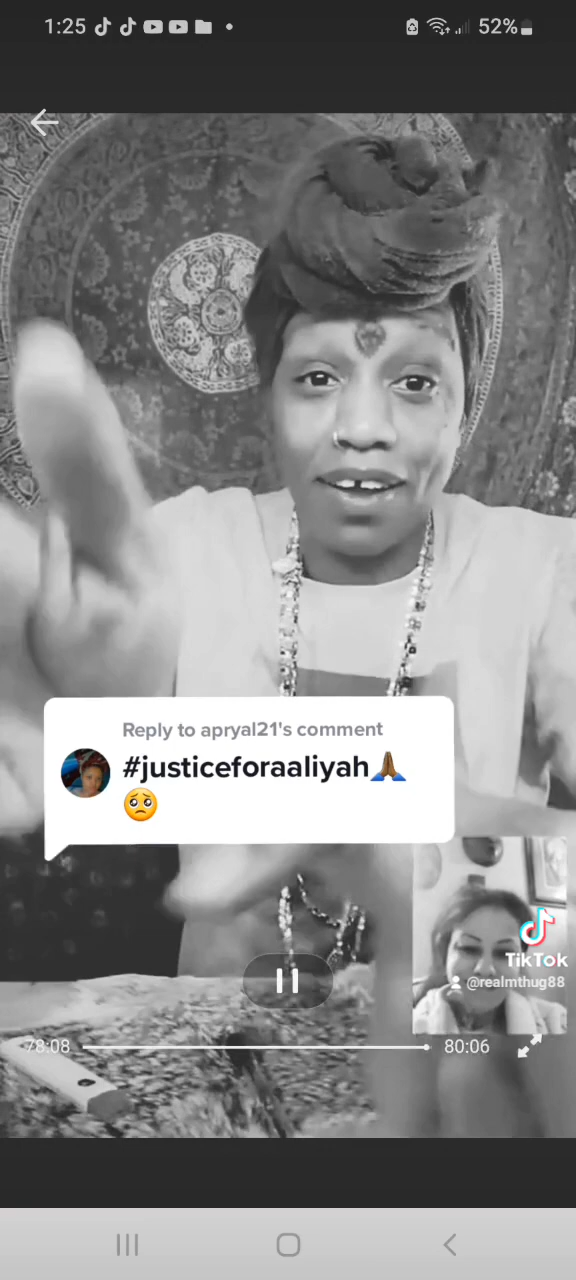 1:25
52%
Reply to apryal21's comment
#justiceforaaliyah🙏🏾
🥺
TikTok
@realmthug88
78:08
80:06